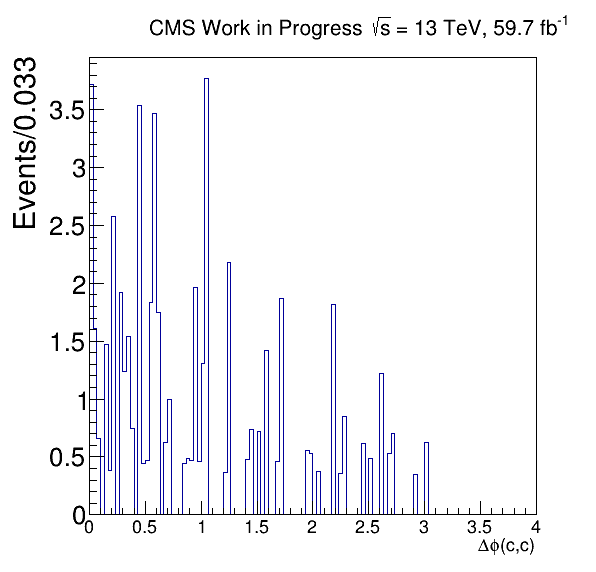 CMS Work in Progress √s = 13 TeV, 59.7 fb⁻¹
Events/0.033
3.5
3
2.5
2
1.5
1
0.5
0
0 0.5 1 1.5 2 2.5 3 3.5 4
Δϕ(c,c)